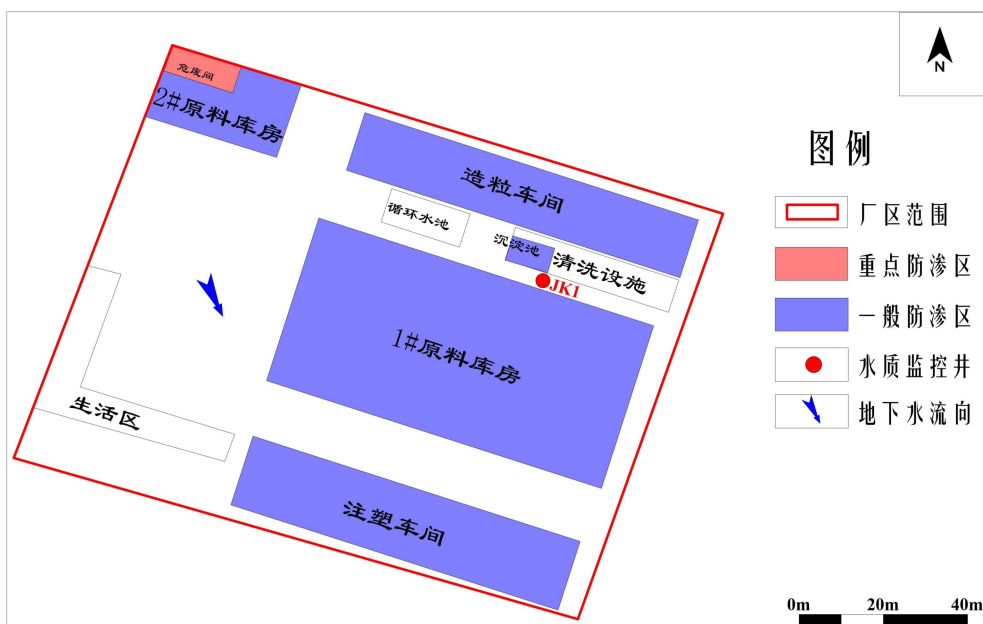 N
危废间
2#原料库房
造粒车间
循环水池
沉淀池
清洗设施
JK1
1#原料库房
生活区
注塑车间
图例
厂区范围
重点防渗区
一般防渗区
水质监控井
地下水流向
0m 20m 40m